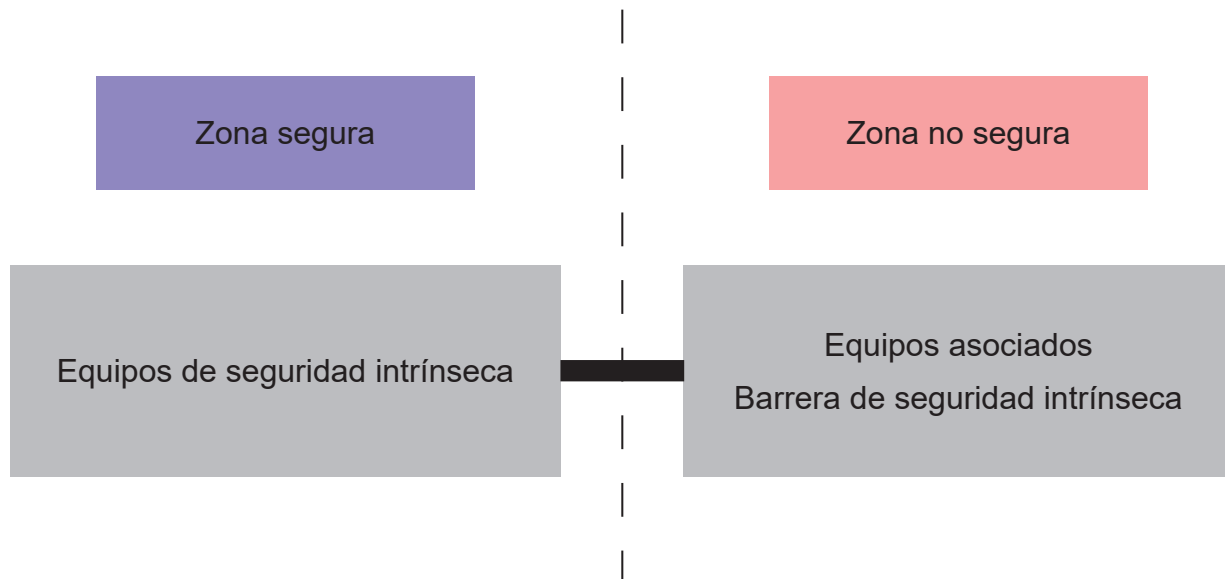 Zona segura
Zona no segura
Equipos de seguridad intrínseca
Equipos asociados
Barrera de seguridad intrínseca